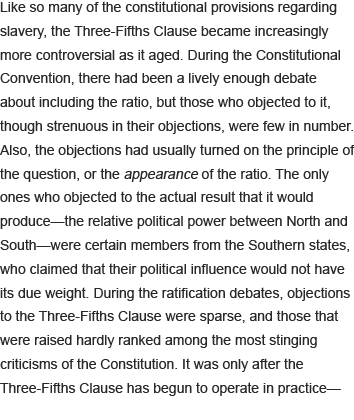 Like so many of the constitutional provisions regarding
slavery, the Three-Fifths Clause became increasingly
more controversial as it aged. During the Constitutional
Convention, there had been a lively enough debate
about including the ratio, but those who objected to it,
though strenuous in their objections, were few in number.
Also, the objections had usually turned on the principle of
the question, or the appearance of the ratio. The only
ones who objected to the actual result that it would
produce—the relative political power between North and
South—were certain members from the Southern states,
who claimed that their political influence would not have
its due weight. During the ratification debates, objections
to the Three-Fifths Clause were sparse, and those that
were raised hardly ranked among the most stinging
criticisms of the Constitution. It was only after the
Three-Fifths Clause has begun to operate in practice—